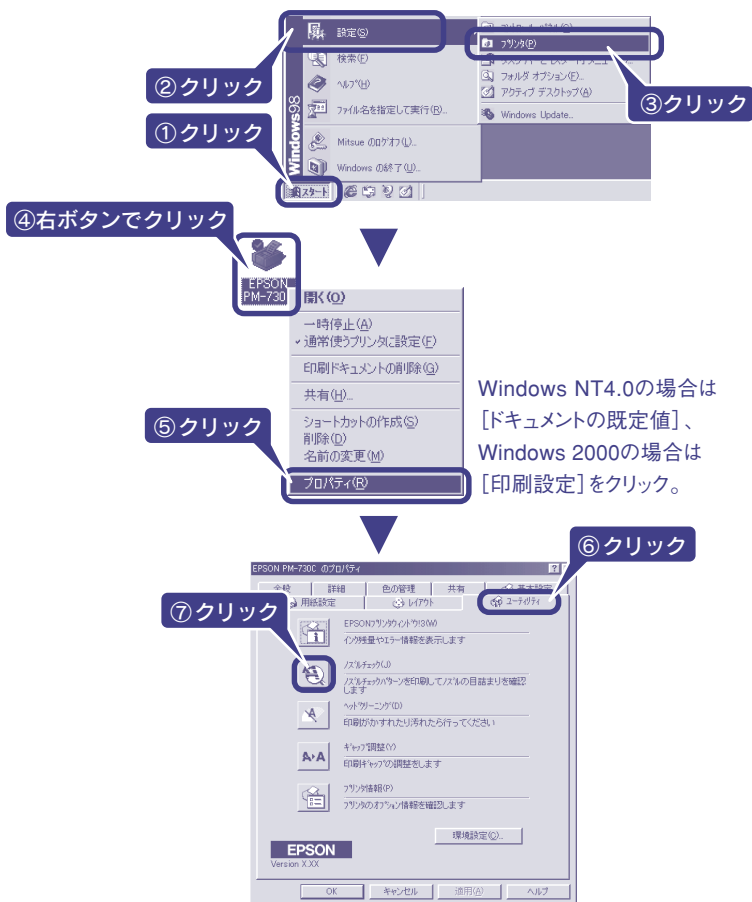 設定(S)
プリンタ(P)
②クリック
検索(F)
フォルダ オプション(F)...
ヘルプ(H)
アクティブ デスクトップ(A)
③クリック
ファイル名を指定して実行(R)...
Windows Update...
①クリック
Mitsue のログオフ(L)...
Windows の終了(U)...
Windows98
スタート
④右ボタンでクリック
EPSON
PM-730
開く(O)
一時停止(A)
通常使うプリンタに設定(F)
印刷ドキュメントの削除(G)
共有(H)...
⑤クリック
ショートカットの作成(S)
削除(D)
名前の変更(M)
プロパティ(R)
Windows NT4.0の場合は
［ドキュメントの既定値］、
Windows 2000の場合は
［印刷設定］をクリック。
⑥クリック
EPSON PM-730C のプロパティ
全般 詳細 色の管理 共有 基本設定
用紙設定 レイアウト ユーティリティ
⑦クリック
EPSONプリンタウィンドウ!3(W)
インク残量やエラー情報を表示します
ノズルチェック(J)
ノズルチェックパターンを印刷してノズルの目詰まりを確認
します
ヘッドクリーニング(D)
印刷がかすれたり汚れたら行ってください
ギャップ調整(Y)
印刷ギャップの調整をします
プリンタ情報(P)
プリンタのオプション情報を確認します
環境設定(C)...
EPSON
Version X.XX
OK キャンセル 適用(A) ヘルプ